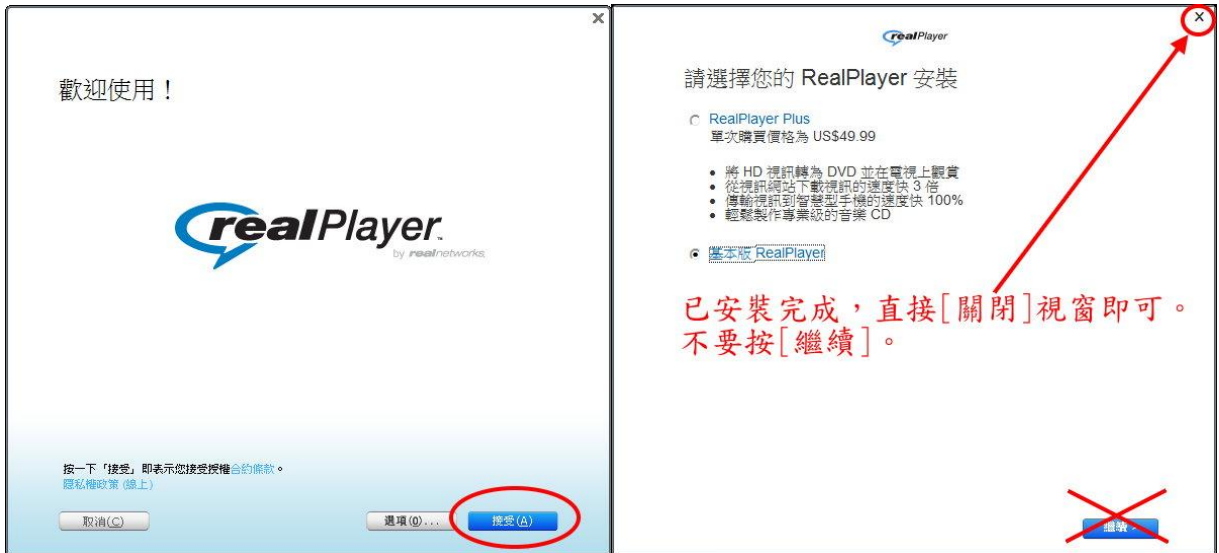 歡迎使用！
realPlayer.
by realnetworks.
按一下「接受」即表示您接受授權合約條款。
隱私權政策 (線上)
取消(C)
選項(O)...
接受(A)
X
realPlayer
請選擇您的 RealPlayer 安裝
RealPlayer Plus
單次購買價格為 US$49.99
• 將 HD 視訊轉為 DVD 並在電視上觀賞
• 從視訊網站下載視訊的速度快 3 倍
• 傳輸視訊到智慧型手機的速度快 100%
• 輕鬆製作專業級的音樂 CD
基本版 RealPlayer
已安裝完成，直接[關閉]視窗即可。
不要按[繼續]。
繼續 >